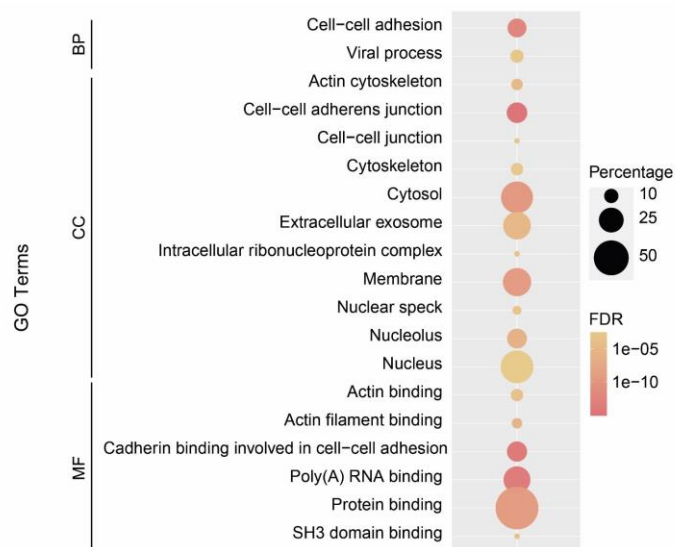 GO Terms
BP
Cell−cell adhesion
Viral process
CC
Actin cytoskeleton
Cell−cell adherens junction
Cell−cell junction
Cytoskeleton
Cytosol
Extracellular exosome
Intracellular ribonucleoprotein complex
Membrane
Nuclear speck
Nucleolus
Nucleus
MF
Actin binding
Actin filament binding
Cadherin binding involved in cell−cell adhesion
Poly(A) RNA binding
Protein binding
SH3 domain binding
Percentage
10
25
50
FDR
1e−05
1e−10